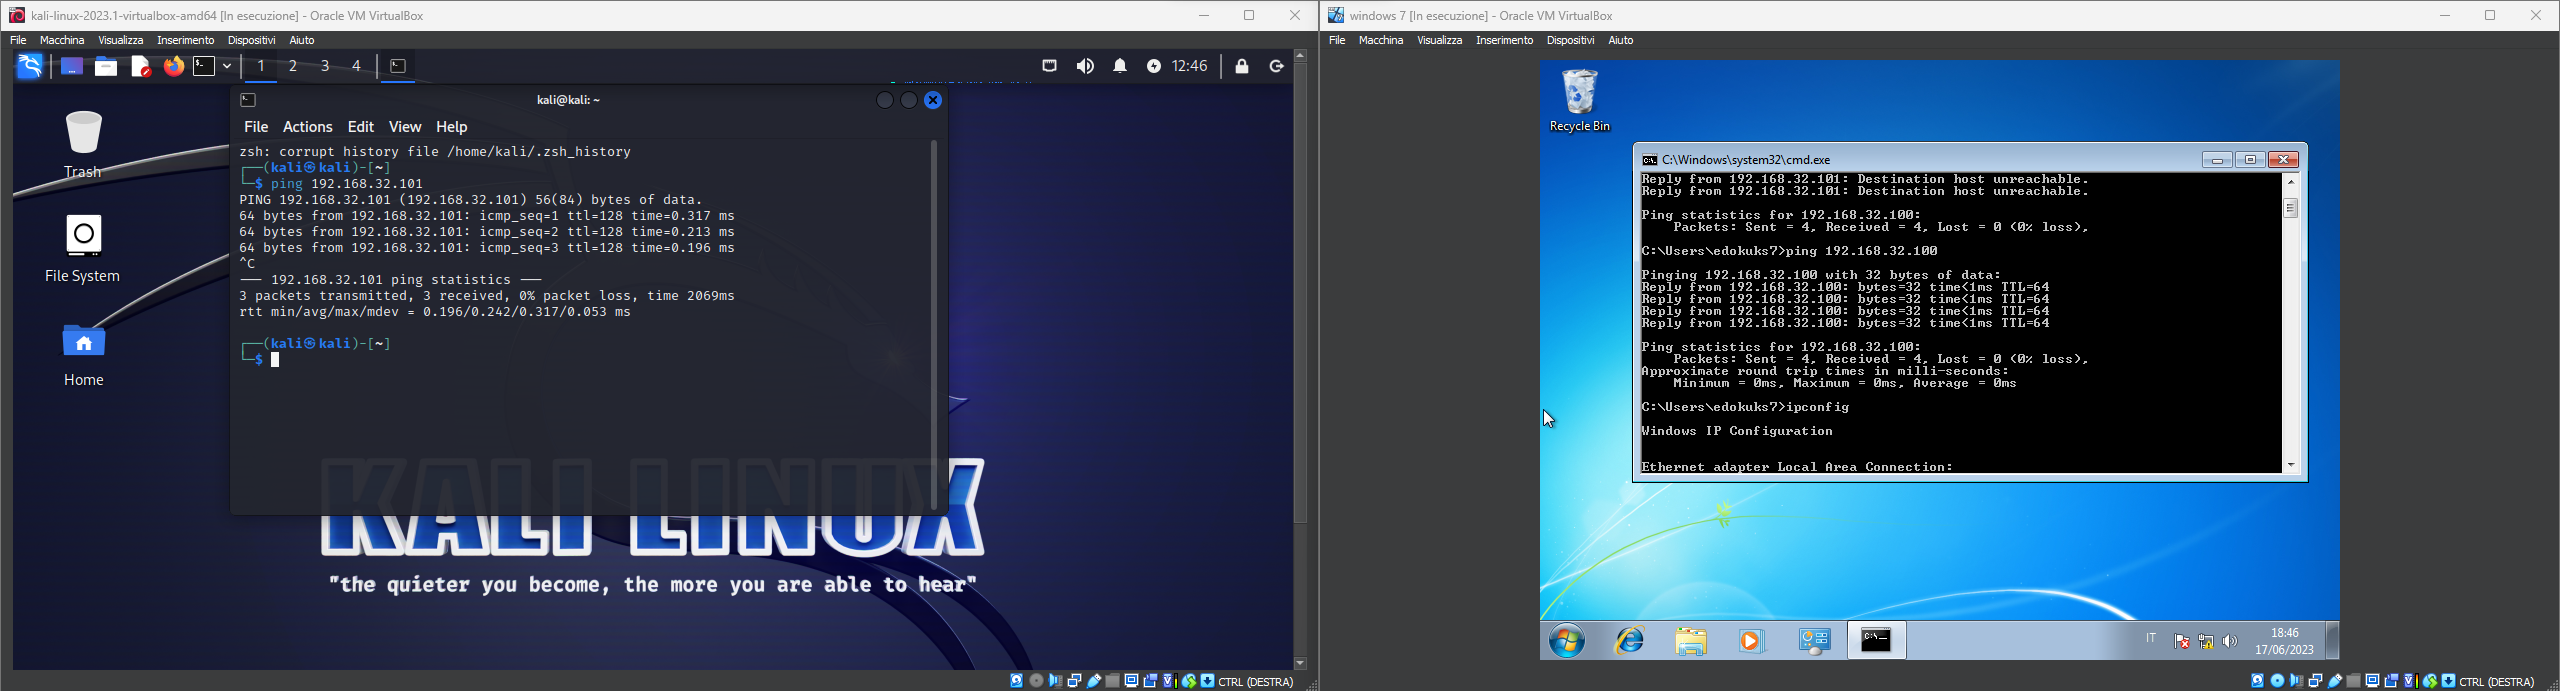 kali-linux-2023.1-virtualbox-amd64 [In esecuzione] - Oracle VM VirtualBox
File Macchina Visualizza Inserimento Dispositivi Aiuto
1 2 3 4 12:46
Trash
File System
Home
kali@kali: ~
File Actions Edit View Help
zsh: corrupt history file /home/kali/.zsh_history
┌──(kali㉿kali)-[~]
└─$ ping 192.168.32.101
PING 192.168.32.101 (192.168.32.101) 56(84) bytes of data.
64 bytes from 192.168.32.101: icmp_seq=1 ttl=128 time=0.317 ms
64 bytes from 192.168.32.101: icmp_seq=2 ttl=128 time=0.213 ms
64 bytes from 192.168.32.101: icmp_seq=3 ttl=128 time=0.196 ms
^C
--- 192.168.32.101 ping statistics ---
3 packets transmitted, 3 received, 0% packet loss, time 2069ms
rtt min/avg/max/mdev = 0.196/0.242/0.317/0.053 ms
┌──(kali㉿kali)-[~]
└─$
KALI LINUX
"the quieter you become, the more you are able to hear"
CTRL (DESTRA)
windows 7 [In esecuzione] - Oracle VM VirtualBox
File Macchina Visualizza Inserimento Dispositivi Aiuto
Recycle Bin
C:\Windows\system32\cmd.exe
Reply from 192.168.32.101: Destination host unreachable.
Reply from 192.168.32.101: Destination host unreachable.
Ping statistics for 192.168.32.100:
Packets: Sent = 4, Received = 4, Lost = 0 (0% loss),
C:\Users\edokuks7>ping 192.168.32.100
Pinging 192.168.32.100 with 32 bytes of data:
Reply from 192.168.32.100: bytes=32 time<1ms TTL=64
Reply from 192.168.32.100: bytes=32 time<1ms TTL=64
Reply from 192.168.32.100: bytes=32 time<1ms TTL=64
Reply from 192.168.32.100: bytes=32 time<1ms TTL=64
Ping statistics for 192.168.32.100:
Packets: Sent = 4, Received = 4, Lost = 0 (0% loss),
Approximate round trip times in milli-seconds:
Minimum = 0ms, Maximum = 0ms, Average = 0ms
C:\Users\edokuks7>ipconfig
Windows IP Configuration
Ethernet adapter Local Area Connection:
IT
18:46
17/06/2023
CTRL (DESTRA)